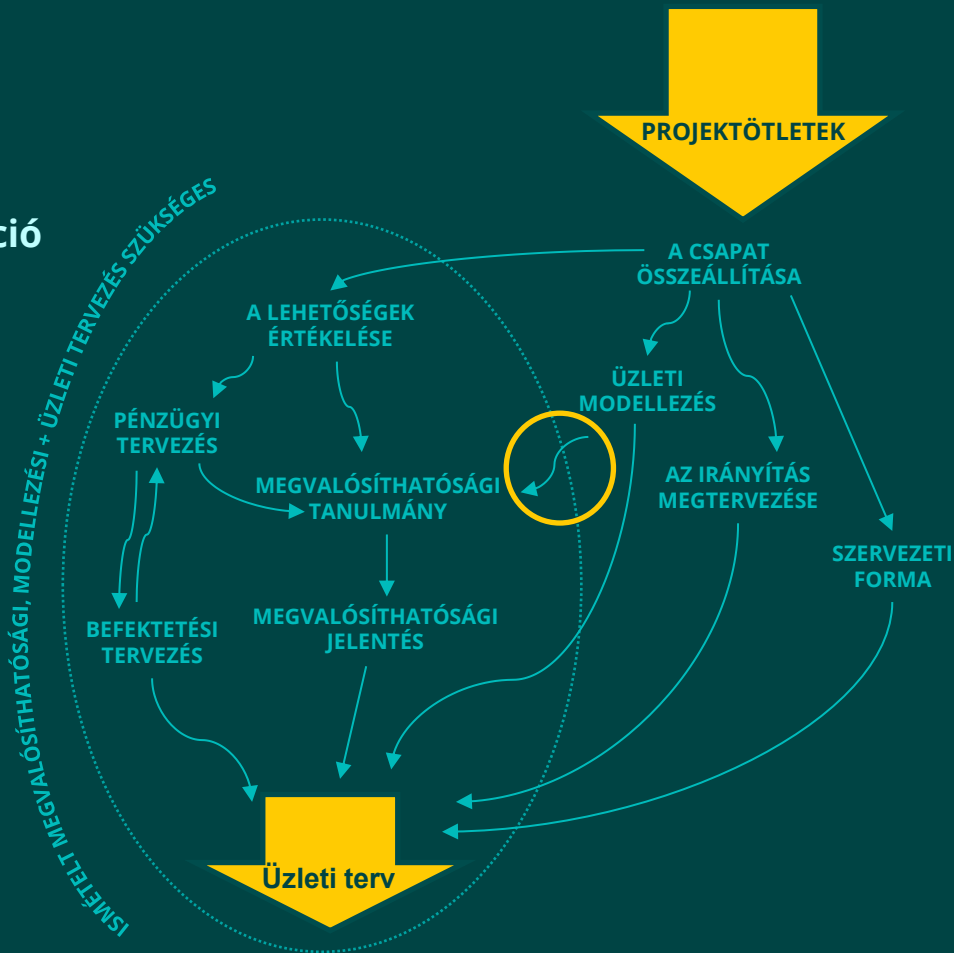 PROJEKTÖTLETEK
ció
A CSAPAT
ÖSSZEÁLLÍTÁSA
A LEHETŐSÉGEK
ÉRTÉKELÉSE
ÜZLETI
MODELLEZÉS
PÉNZÜGYI
TERVEZÉS
MEGVALÓSÍTHATÓSÁGI
TANULMÁNY
AZ IRÁNYÍTÁS
MEGTERVEZÉSE
SZERVEZETI
FORMA
BEFEKTETÉSI
TERVEZÉS
MEGVALÓSÍTHATÓSÁGI
JELENTÉS
Üzleti terv
ISMÉTELT MEGVALÓSÍTHATÓSÁGI, MODELLEZÉSI + ÜZLETI TERVEZÉS SZÜKSÉGES